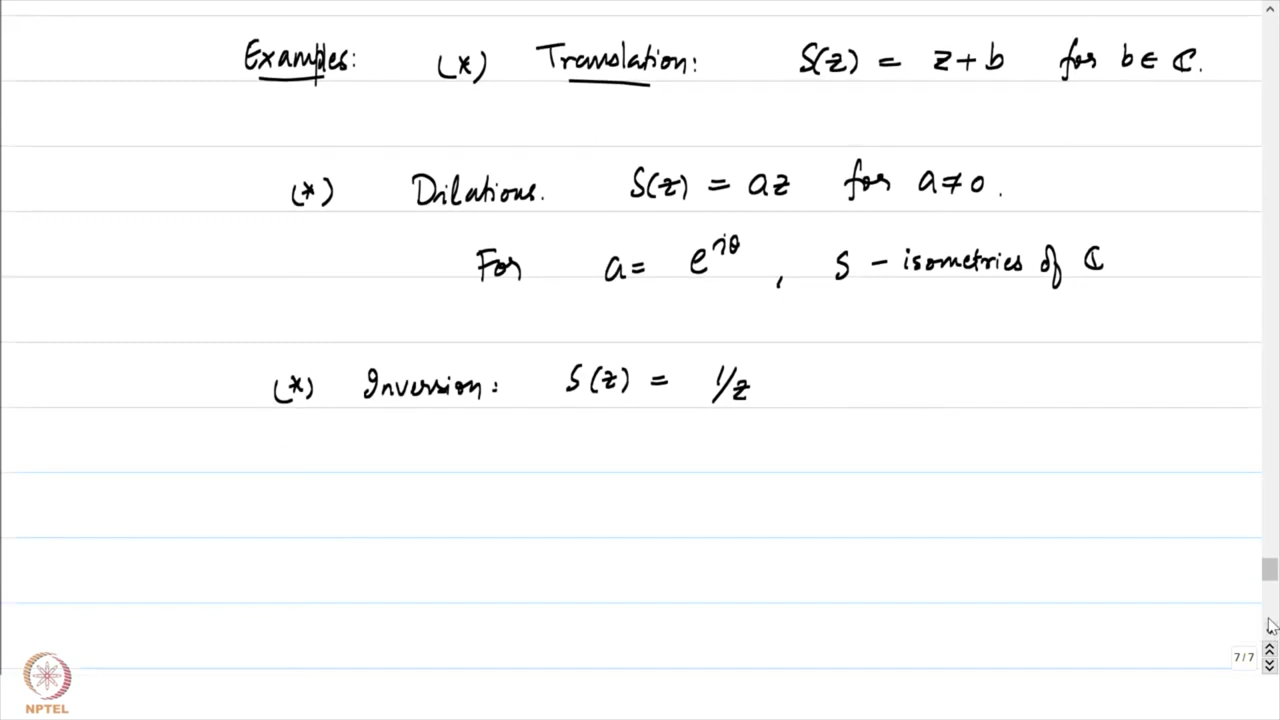 Examples: (*) Translation: S(z) = z + b for b ∈ ℂ.
(*) Dilations. S(z) = az for a ≠ 0.
For a = e^{iθ}, S - isometries of ℂ
(*) Inversion: S(z) = 1/z
7/7
NPTEL